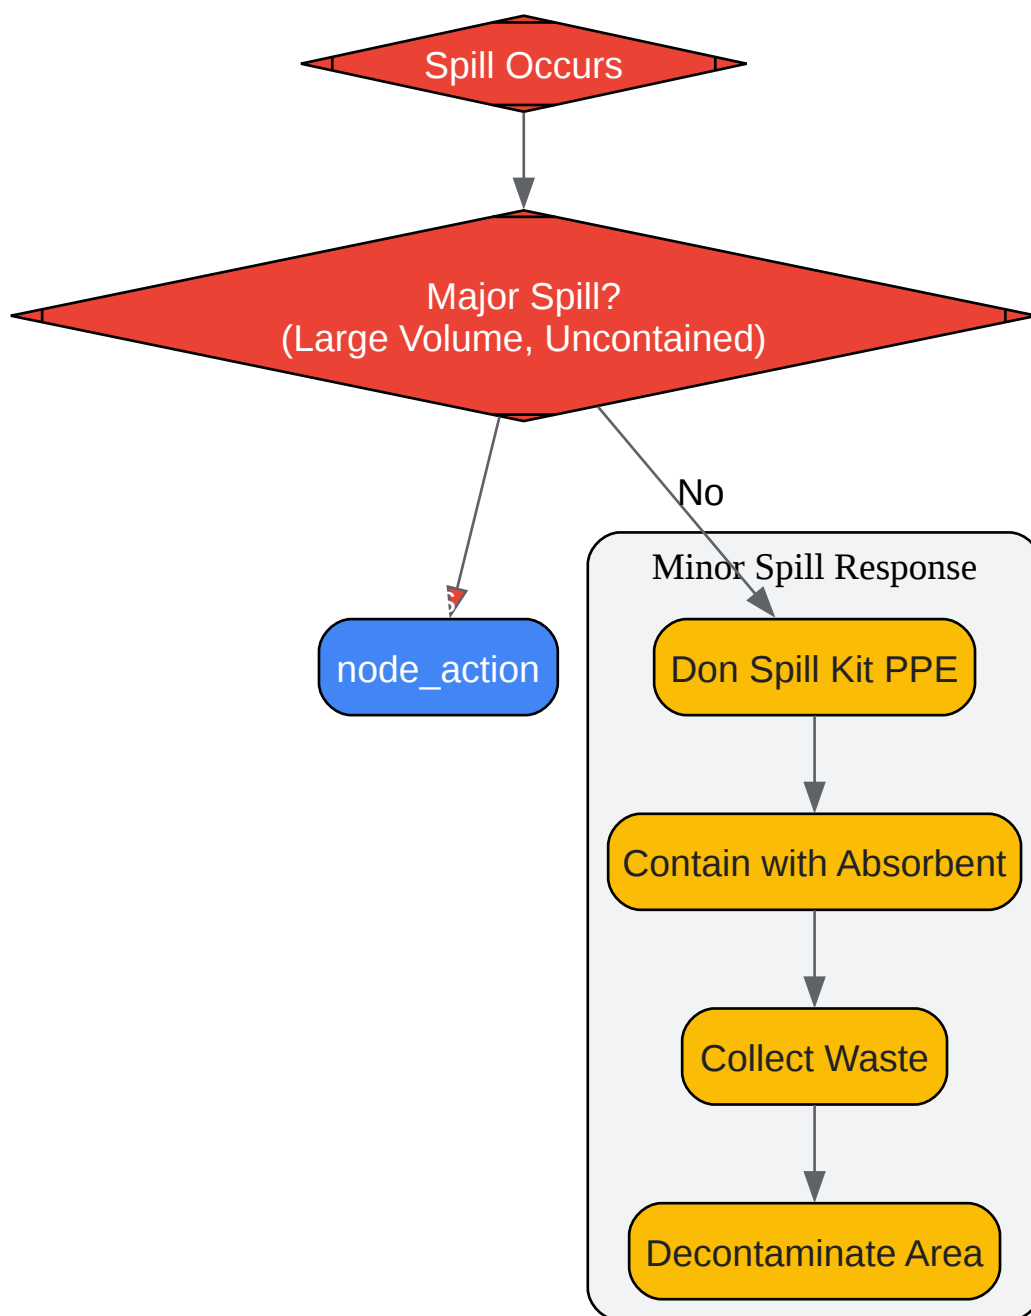 Spill Occurs
Major Spill?
(Large Volume, Uncontained)
No
Minor Spill Response
node_action
Don Spill Kit PPE
Contain with Absorbent
Collect Waste
Decontaminate Area